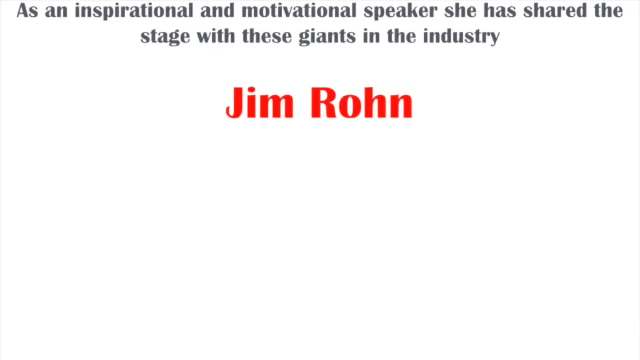 As an inspirational and motivational speaker she has shared the
stage with these giants in the industry
Jim Rohn